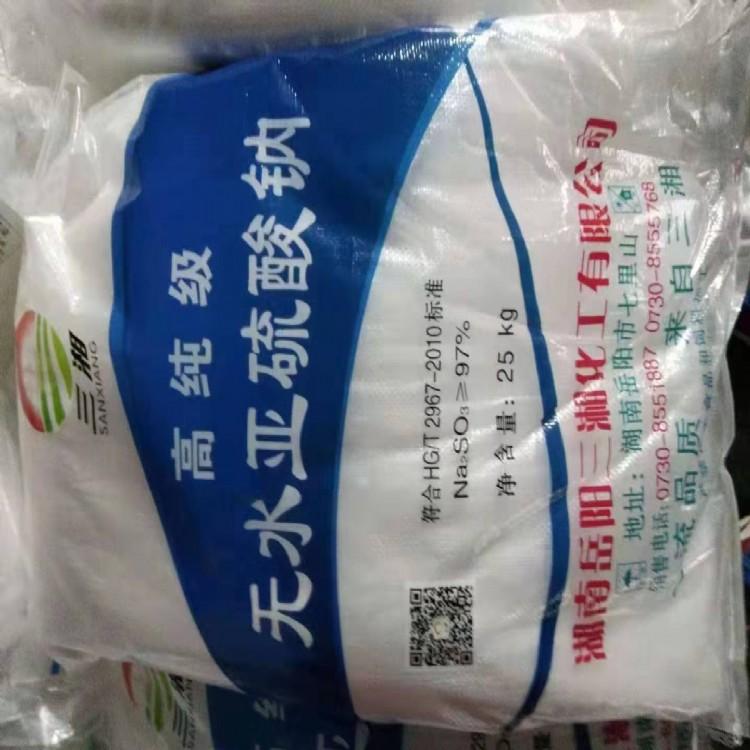 三湘
SANXIANG
高纯级
无水亚硫酸钠
符合HG/T 2967-2010标准
Na₂SO₃≥97%
净含量：25 kg
湖南岳阳三湘化工有限公司
地址：湖南岳阳市七里山
销售电话：0730-8551887 0730-8555768
流品质 来自三湘